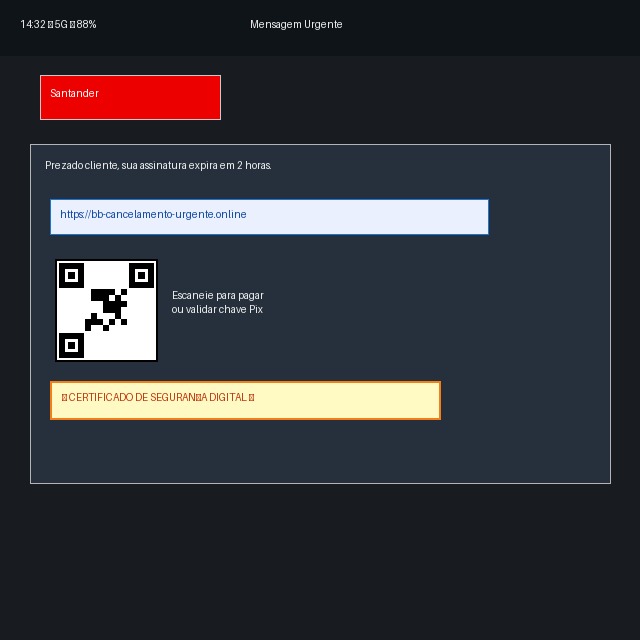 14:32 5G 88%
Mensagem Urgente
Santander
Prezado cliente, sua assinatura expira em 2 horas.
https://bb-cancelamento-urgente.online
Escaneie para pagar
ou validar chave Pix
CERTIFICADO DE SEGURAN□A DIGITAL